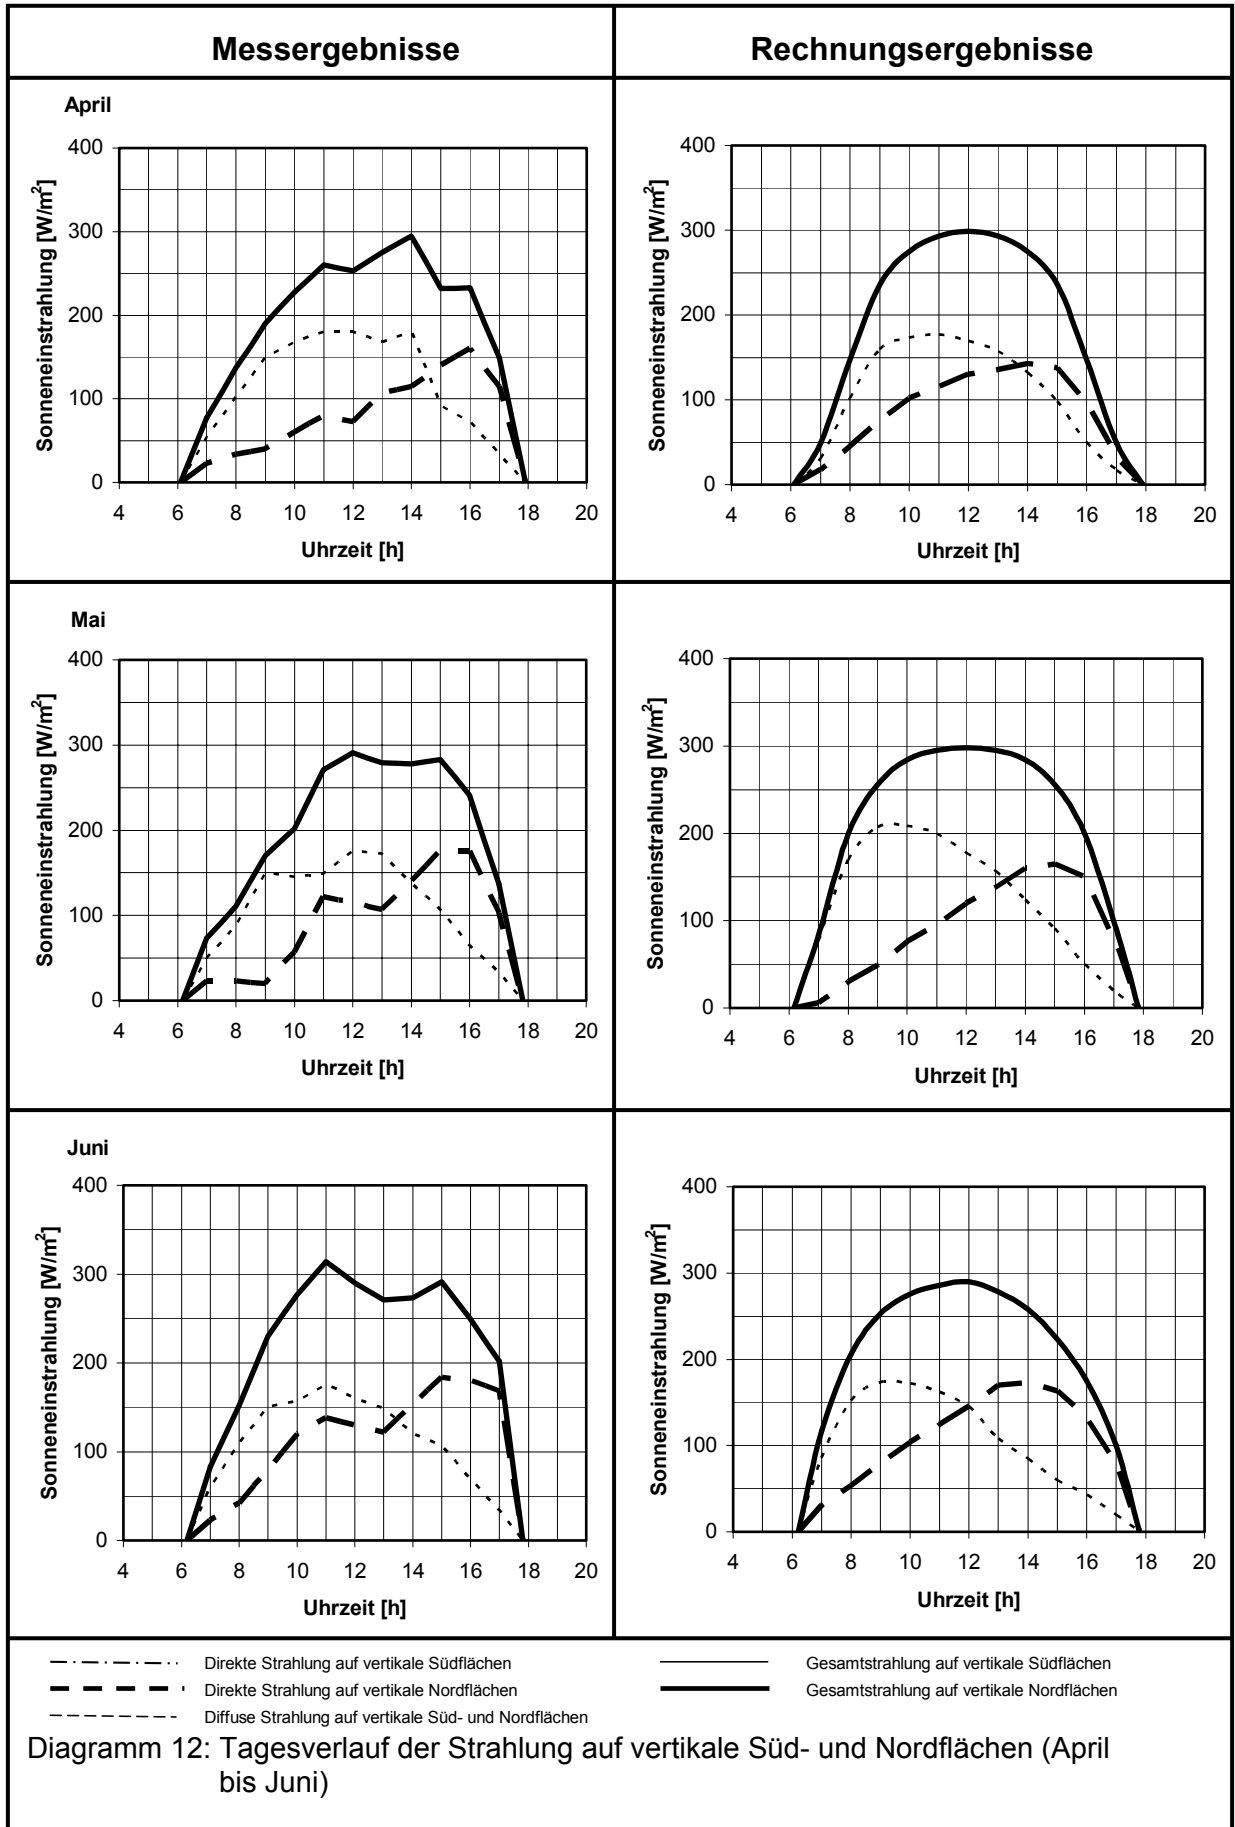 Messergebnisse
Rechnungsergebnisse
April
400
300
200
100
0
4 6 8 10 12 14 16 18 20
Sonneneinstrahlung [W/m²]
Uhrzeit [h]
400
300
200
100
0
4 6 8 10 12 14 16 18 20
Sonneneinstrahlung [W/m²]
Uhrzeit [h]
Mai
400
300
200
100
0
4 6 8 10 12 14 16 18 20
Sonneneinstrahlung [W/m²]
Uhrzeit [h]
400
300
200
100
0
4 6 8 10 12 14 16 18 20
Sonneneinstrahlung [W/m²]
Uhrzeit [h]
Juni
400
300
200
100
0
4 6 8 10 12 14 16 18 20
Sonneneinstrahlung [W/m²]
Uhrzeit [h]
400
300
200
100
0
4 6 8 10 12 14 16 18 20
Sonneneinstrahlung [W/m²]
Uhrzeit [h]
Direkte Strahlung auf vertikale Südflächen
Direkte Strahlung auf vertikale Nordflächen
Diffuse Strahlung auf vertikale Süd- und Nordflächen
Gesamtstrahlung auf vertikale Südflächen
Gesamtstrahlung auf vertikale Nordflächen
Diagramm 12: Tagesverlauf der Strahlung auf vertikale Süd- und Nordflächen (April
bis Juni)